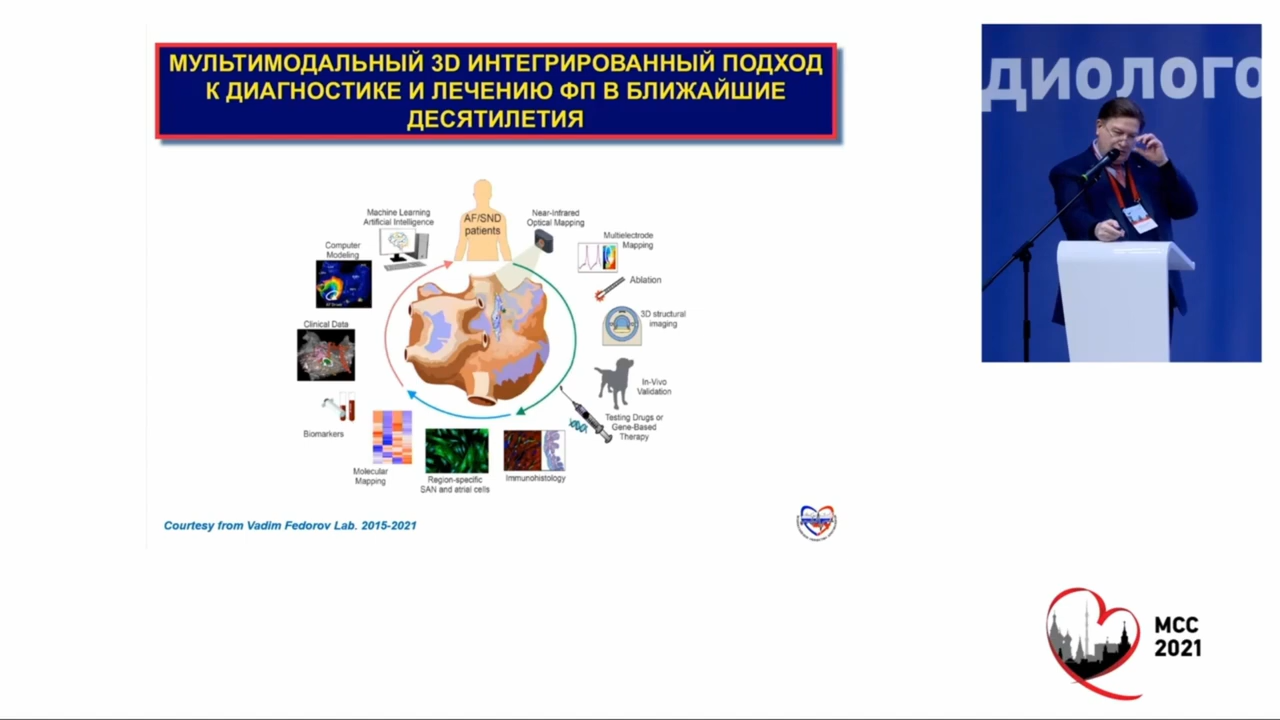 МУЛЬТИМОДАЛЬНЫЙ 3D ИНТЕГРИРОВАННЫЙ ПОДХОД
К ДИАГНОСТИКЕ И ЛЕЧЕНИЮ ФП В БЛИЖАЙШИЕ
ДЕСЯТИЛЕТИЯ
ДИОЛОГО
AF/SND
patients
Machine Learning
Artificial Intelligence
Near-Infrared
Optical Mapping
Multielectrode
Mapping
Computer
Modeling
Ablation
3D structural
imaging
Clinical Data
In-Vivo
Validation
Testing Drugs or
Gene-Based
Therapy
Biomarkers
Molecular
Mapping
Region-specific
SAN and atrial cells
Immunohistology
Courtesy from Vadim Fedorov Lab. 2015-2021
МСС
2021